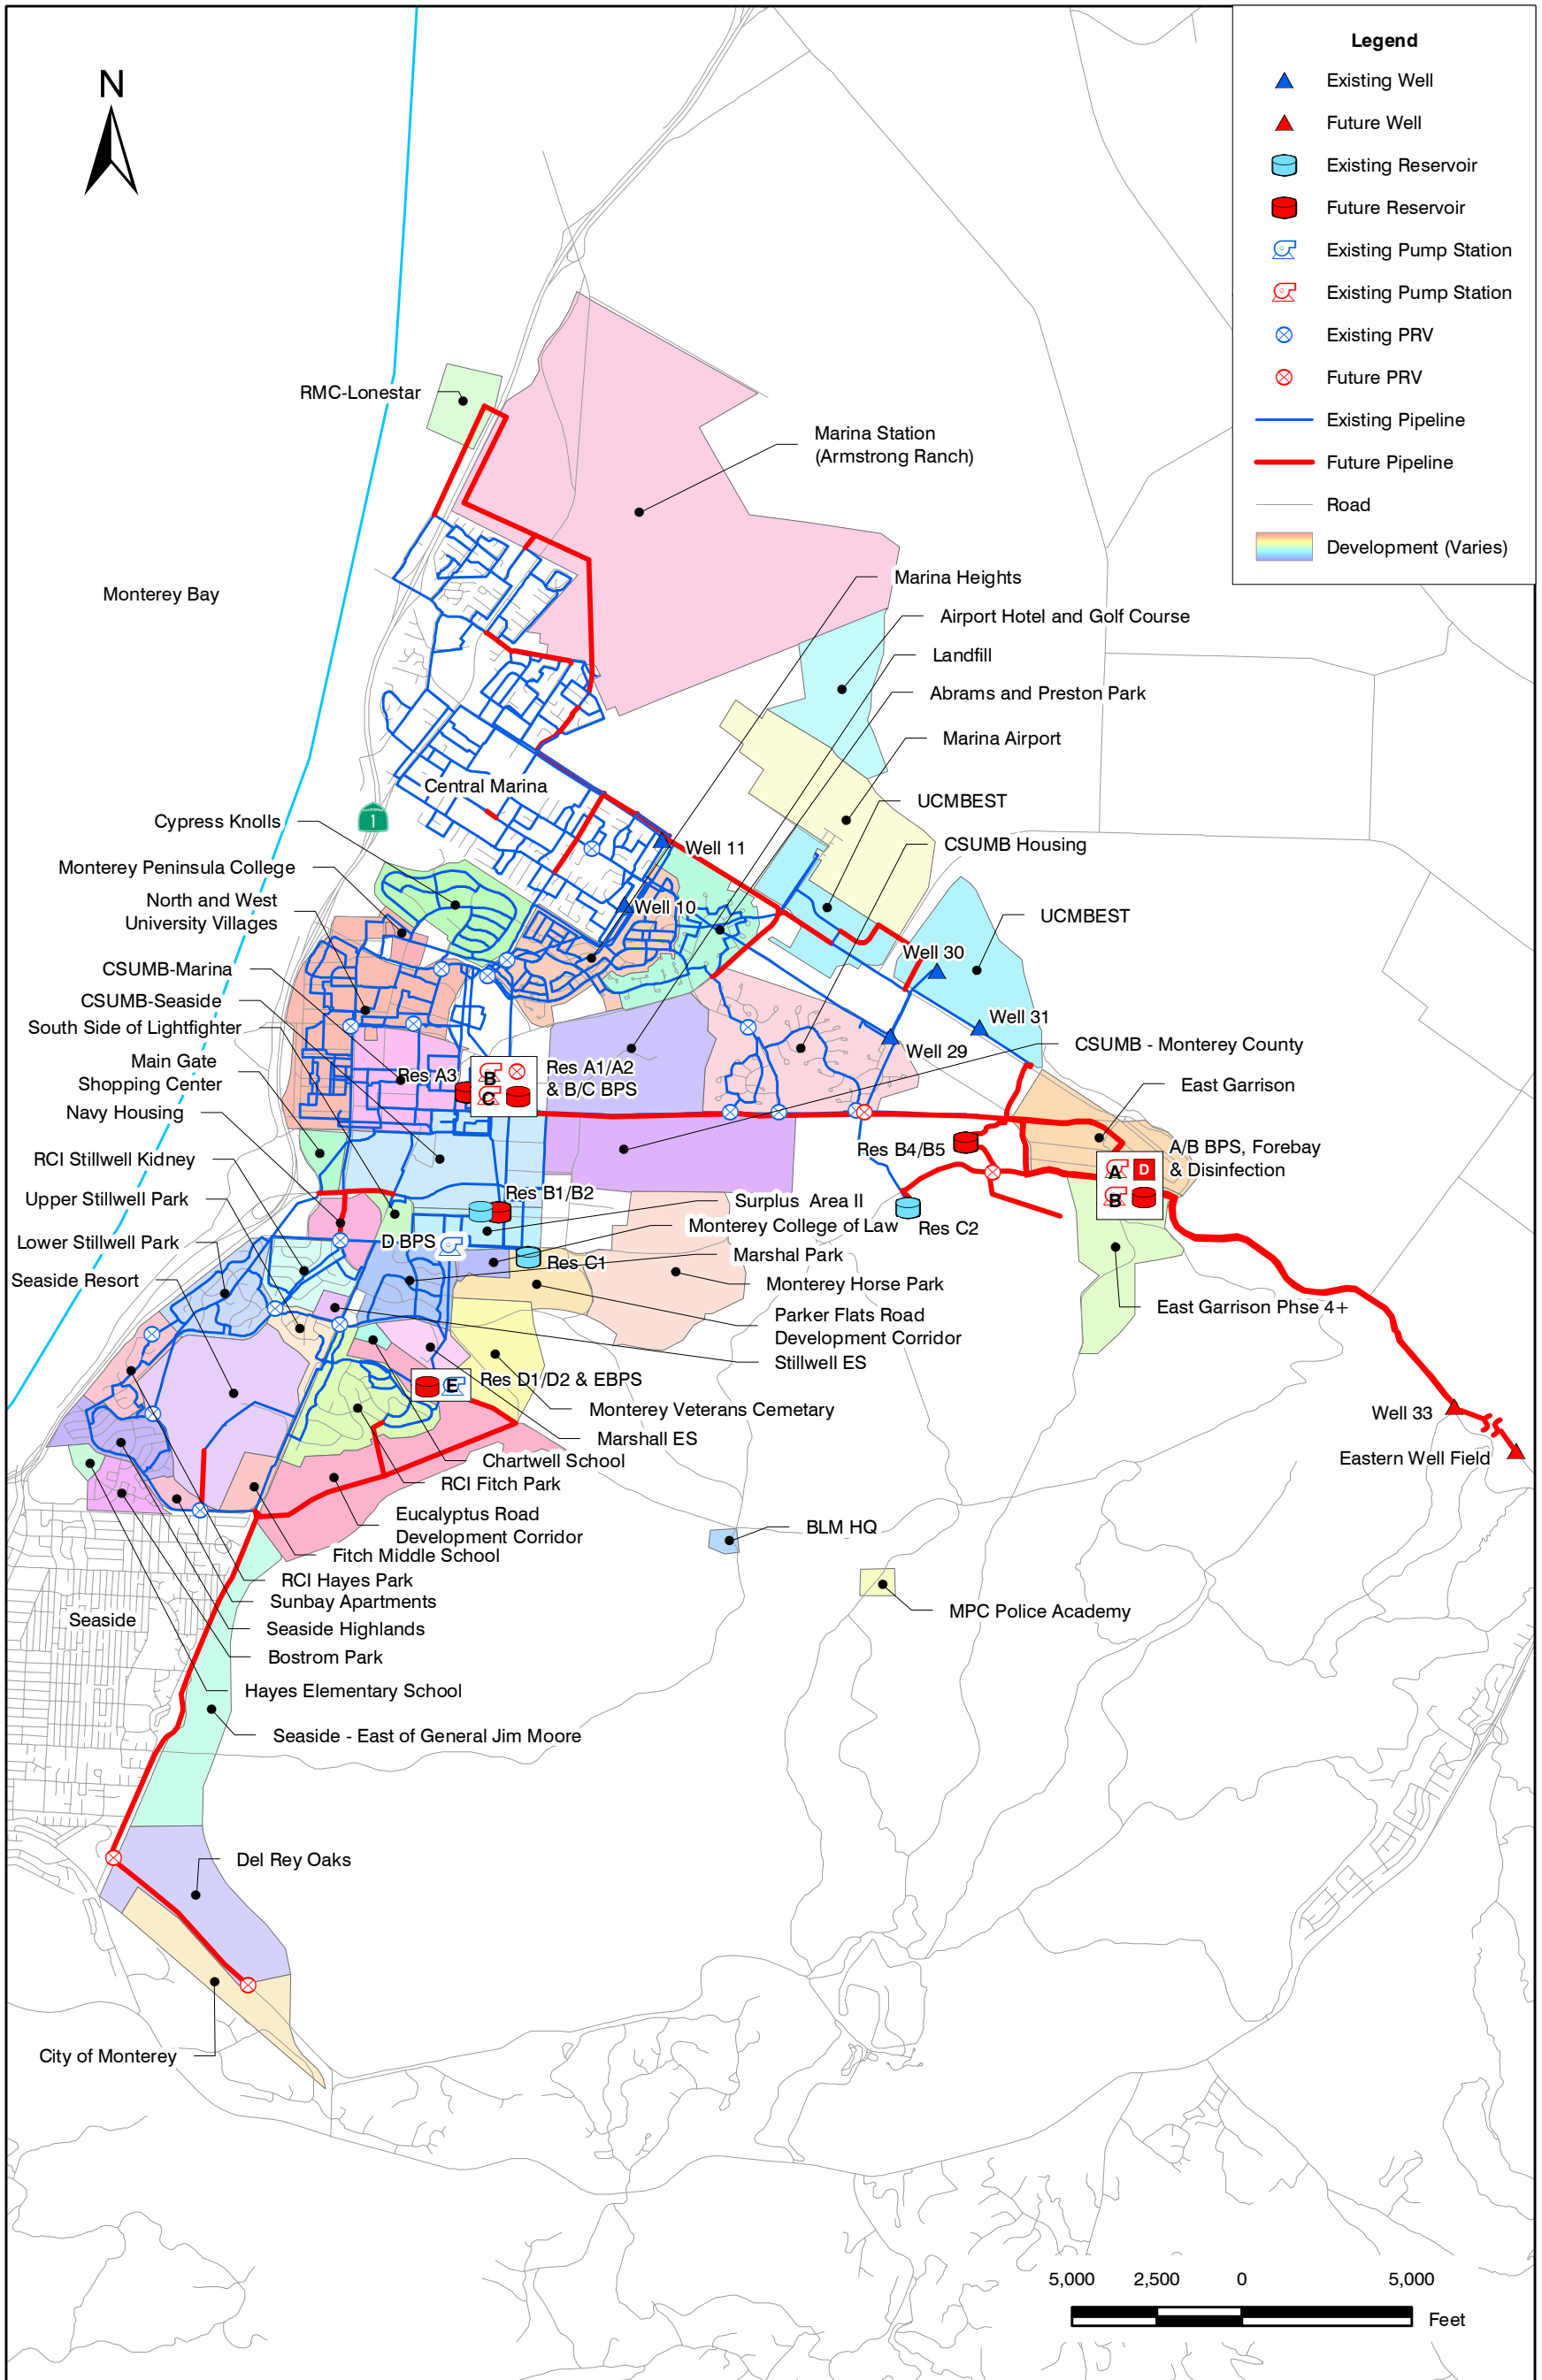 N
Legend
Existing Well
Future Well
Existing Reservoir
Future Reservoir
Existing Pump Station
Existing Pump Station
Existing PRV
Future PRV
Existing Pipeline
Future Pipeline
Road
Development (Varies)
RMC-Lonestar
Marina Station
(Armstrong Ranch)
Monterey Bay
Marina Heights
Airport Hotel and Golf Course
Landfill
Abrams and Preston Park
Marina Airport
Central Marina
UCMBEST
CALIFORNIA
1
Cypress Knolls
CSUMB Housing
Well 11
Monterey Peninsula College
North and West
University Villages
Well 10
UCMBEST
Well 30
CSUMB-Marina
CSUMB-Seaside
South Side of Lightfighter
Well 31
Well 29
CSUMB - Monterey County
Main Gate
Shopping Center
Res A3
B
C
Res A1/A2
& B/C BPS
East Garrison
Navy Housing
RCI Stillwell Kidney
Res B4/B5
A/B BPS, Forebay
& Disinfection
A
D
B
Upper Stillwell Park
Res B1/B2
Surplus Area II
Res C2
Monterey College of Law
Lower Stillwell Park
D BPS
Marshal Park
Res C1
Seaside Resort
Monterey Horse Park
East Garrison Phse 4+
Parker Flats Road
Development Corridor
Stillwell ES
E
Res D1/D2 & EBPS
Monterey Veterans Cemetary
Well 33
Marshall ES
Eastern Well Field
Chartwell School
RCI Fitch Park
Eucalyptus Road
Development Corridor
BLM HQ
Fitch Middle School
RCI Hayes Park
Sunbay Apartments
MPC Police Academy
Seaside
Seaside Highlands
Bostrom Park
Hayes Elementary School
Seaside - East of General Jim Moore
Del Rey Oaks
City of Monterey
5,000
2,500
0
5,000
Feet